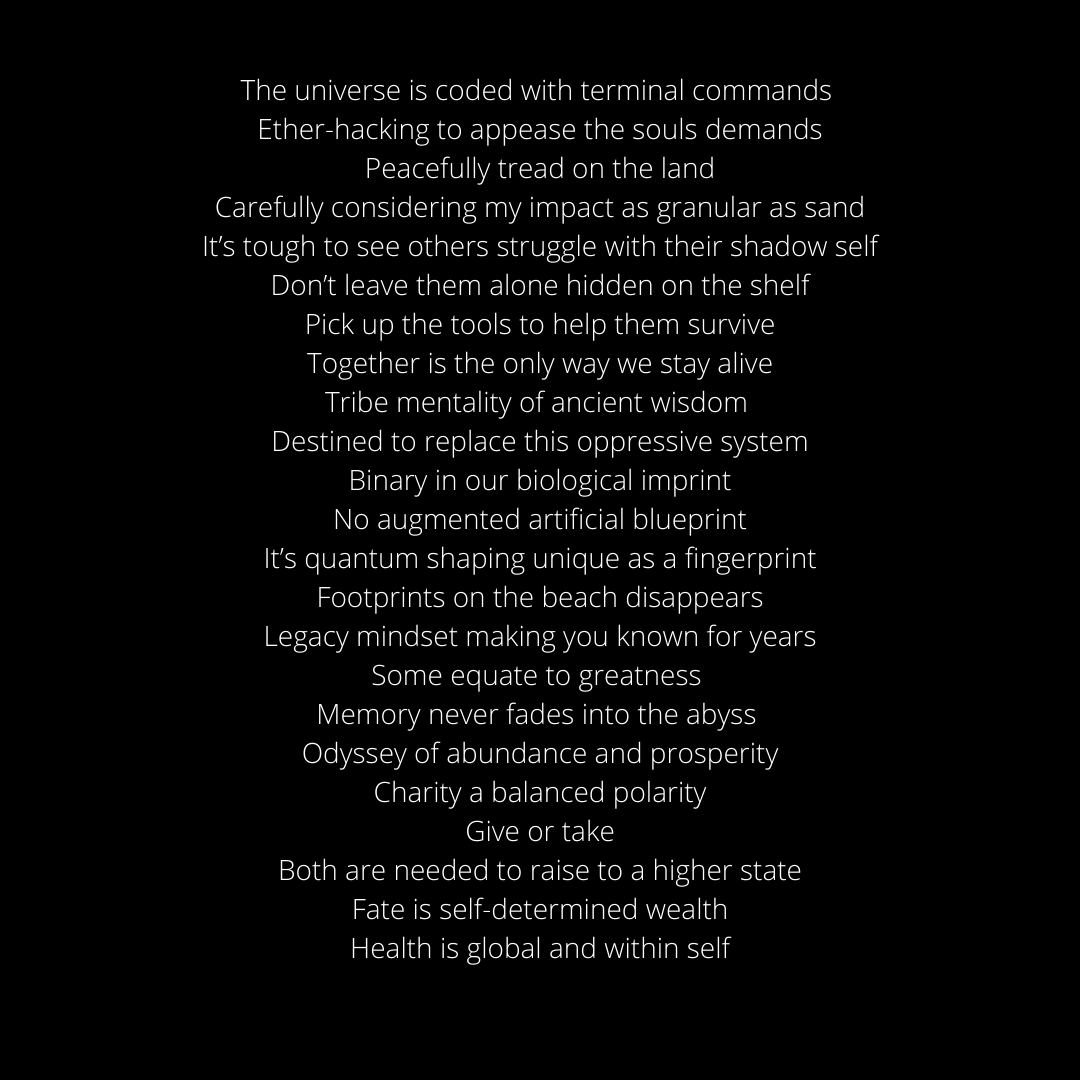 The universe is coded with terminal commands
Ether-hacking to appease the souls demands
Peacefully tread on the land
Carefully considering my impact as granular as sand
It’s tough to see others struggle with their shadow self
Don’t leave them alone hidden on the shelf
Pick up the tools to help them survive
Together is the only way we stay alive
Tribe mentality of ancient wisdom
Destined to replace this oppressive system
Binary in our biological imprint
No augmented artificial blueprint
It’s quantum shaping unique as a fingerprint
Footprints on the beach disappears
Legacy mindset making you known for years
Some equate to greatness
Memory never fades into the abyss
Odyssey of abundance and prosperity
Charity a balanced polarity
Give or take
Both are needed to raise to a higher state
Fate is self-determined wealth
Health is global and within self